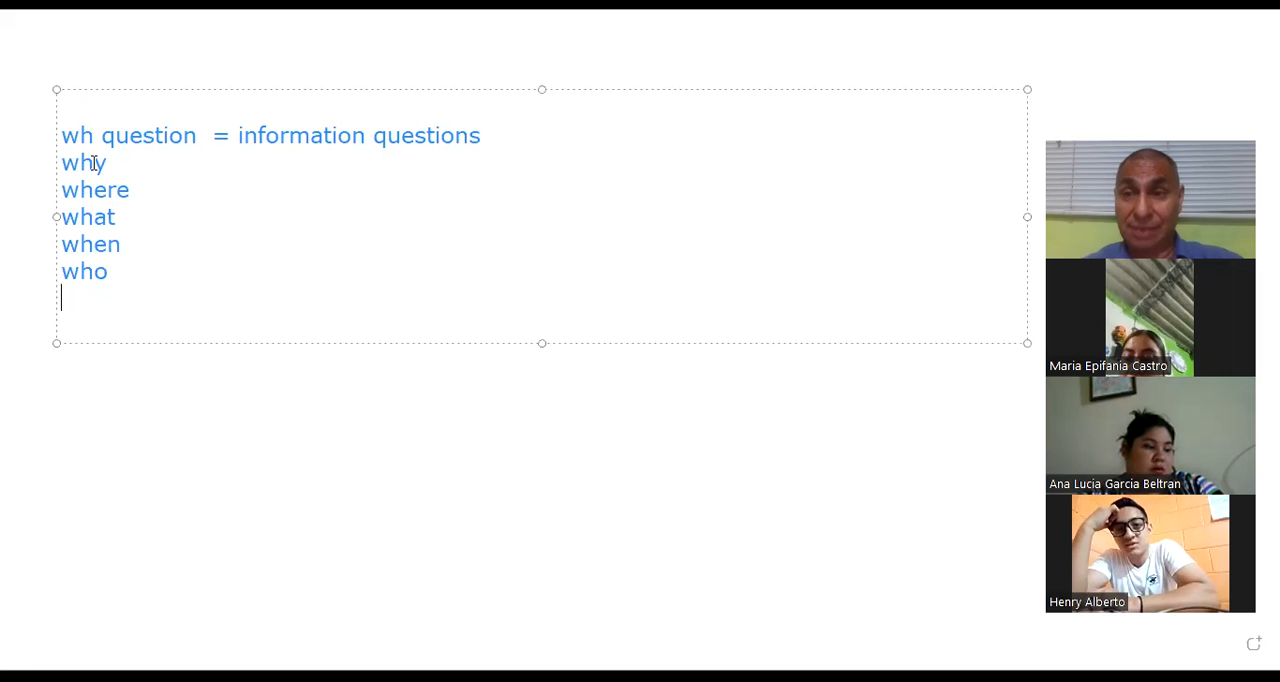 wh question = information questions
why
where
what
when
who
Maria Epifania Castro
Ana Lucia Garcia Beltran
Henry Alberto